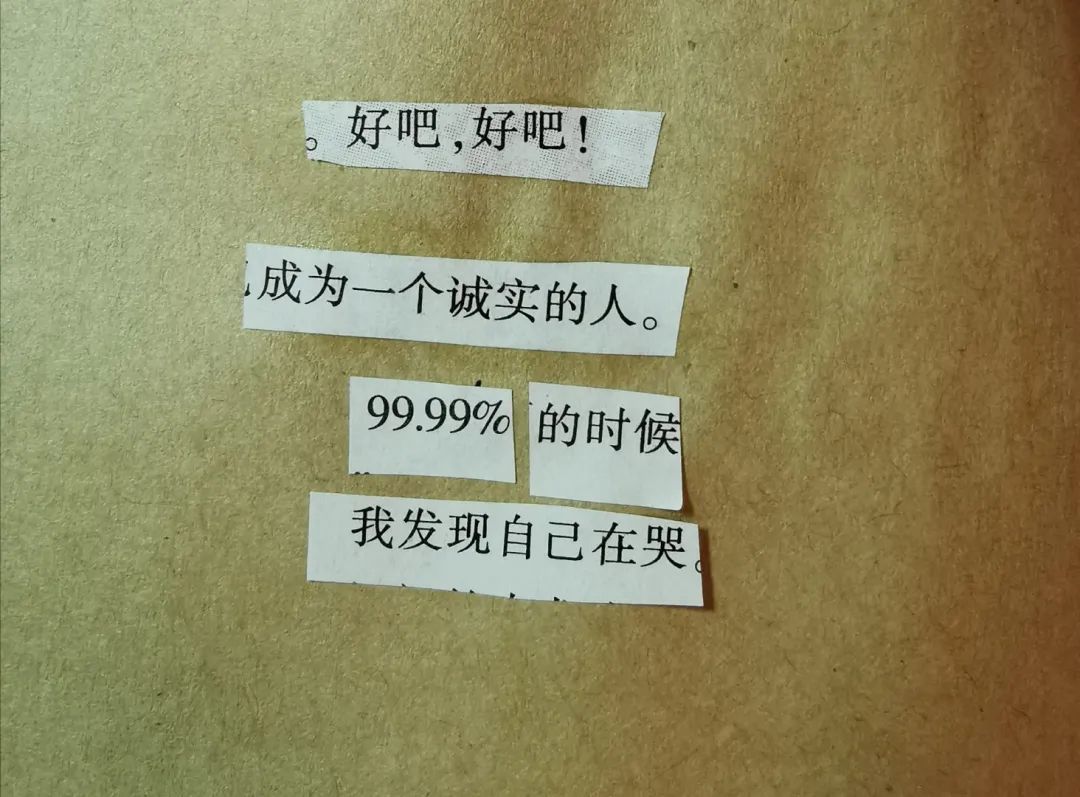 。好吧,好吧!
成为一个诚实的人。
99.99% 的时候
我发现自己在哭。